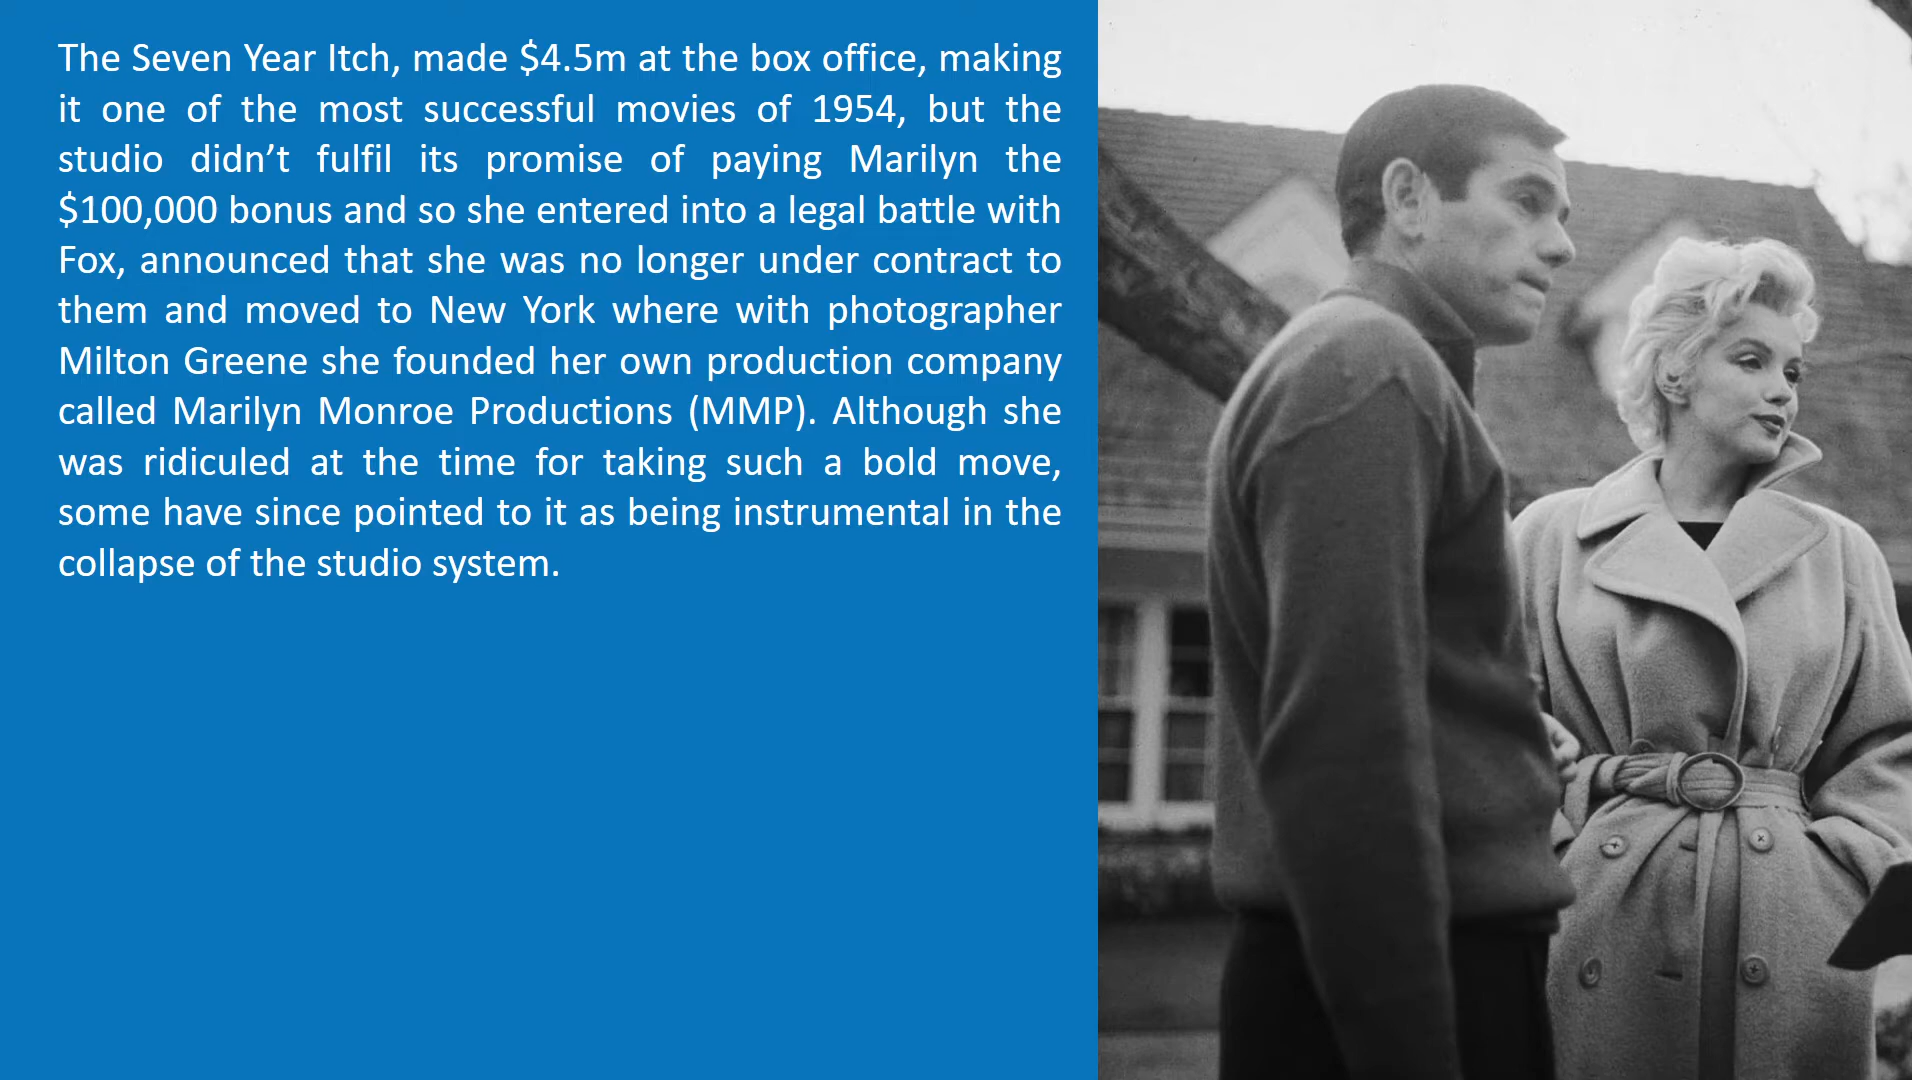 The Seven Year Itch, made $4.5m at the box office, making
it one of the most successful movies of 1954, but the
studio didn’t fulfil its promise of paying Marilyn the
$100,000 bonus and so she entered into a legal battle with
Fox, announced that she was no longer under contract to
them and moved to New York where with photographer
Milton Greene she founded her own production company
called Marilyn Monroe Productions (MMP). Although she
was ridiculed at the time for taking such a bold move,
some have since pointed to it as being instrumental in the
collapse of the studio system.